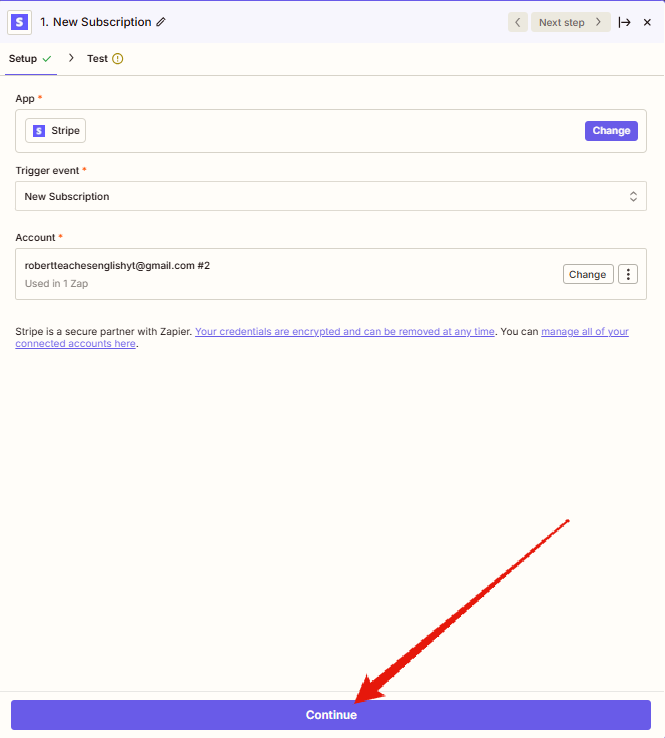 1. New Subscription
Next step
Setup
Test
App *
Stripe
Change
Trigger event *
New Subscription
Account *
robertteachesenglishyt@gmail.com #2
Used in 1 Zap
Change
Stripe is a secure partner with Zapier. Your credentials are encrypted and can be removed at any time. You can manage all of your
connected accounts here.
Continue